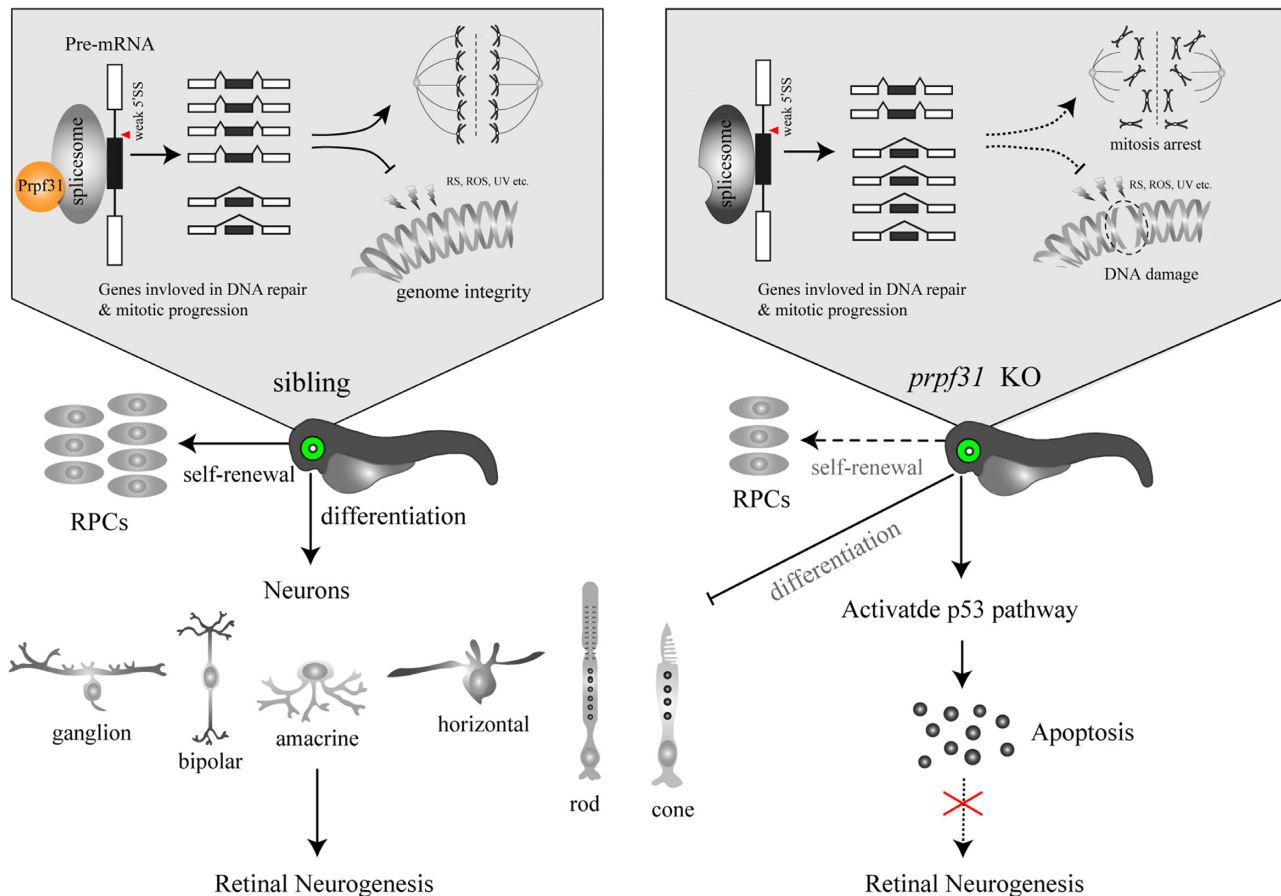 Pre-mRNA
weak 5'SS
Prpf31
splicesome
RS, ROS, UV etc.
genome integrity
Genes invloved in DNA repair
& mitotic progression
sibling
self-renewal
RPCs
differentiation
Neurons
ganglion
bipolar
amacrine
horizontal
rod
cone
Retinal Neurogenesis
weak 5'SS
splicesome
mitosis arrest
RS, ROS, UV etc.
DNA damage
Genes invloved in DNA repair
& mitotic progression
prpf31 KO
self-renewal
RPCs
differentiation
Activatde p53 pathway
Apoptosis
Retinal Neurogenesis